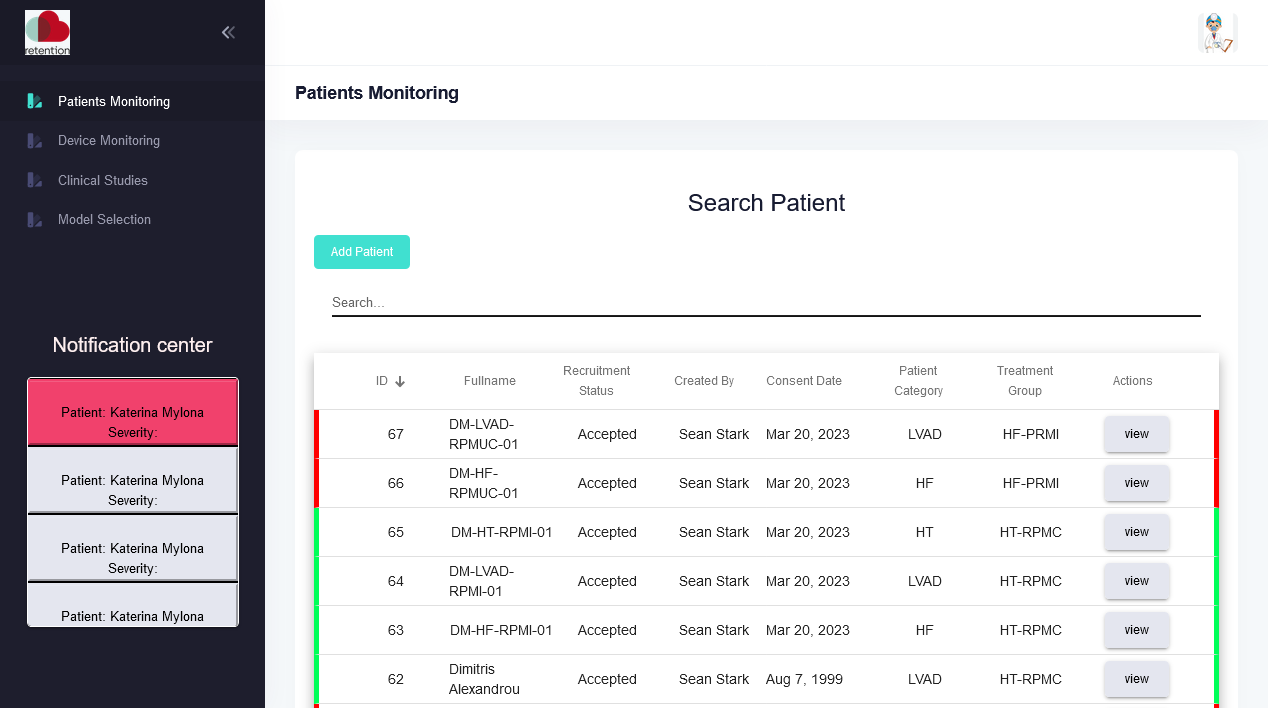 retention
Patients Monitoring
Device Monitoring
Clinical Studies
Model Selection
Notification center
Patient: Katerina Mylona
Severity:
Patient: Katerina Mylona
Severity:
Patient: Katerina Mylona
Severity:
Patient: Katerina Mylona
Patients Monitoring
Search Patient
Add Patient
Search...
ID Fullname Recruitment Status Created By Consent Date Patient Category Treatment Group Actions
67 DM-LVAD-RPMUC-01 Accepted Sean Stark Mar 20, 2023 LVAD HF-PRMI view
66 DM-HF-RPMUC-01 Accepted Sean Stark Mar 20, 2023 HF HF-PRMI view
65 DM-HT-RPMI-01 Accepted Sean Stark Mar 20, 2023 HT HT-RPMC view
64 DM-LVAD-RPMI-01 Accepted Sean Stark Mar 20, 2023 LVAD HT-RPMC view
63 DM-HF-RPMI-01 Accepted Sean Stark Mar 20, 2023 HF HT-RPMC view
62 Dimitris Alexandrou Accepted Sean Stark Aug 7, 1999 LVAD HT-RPMC view